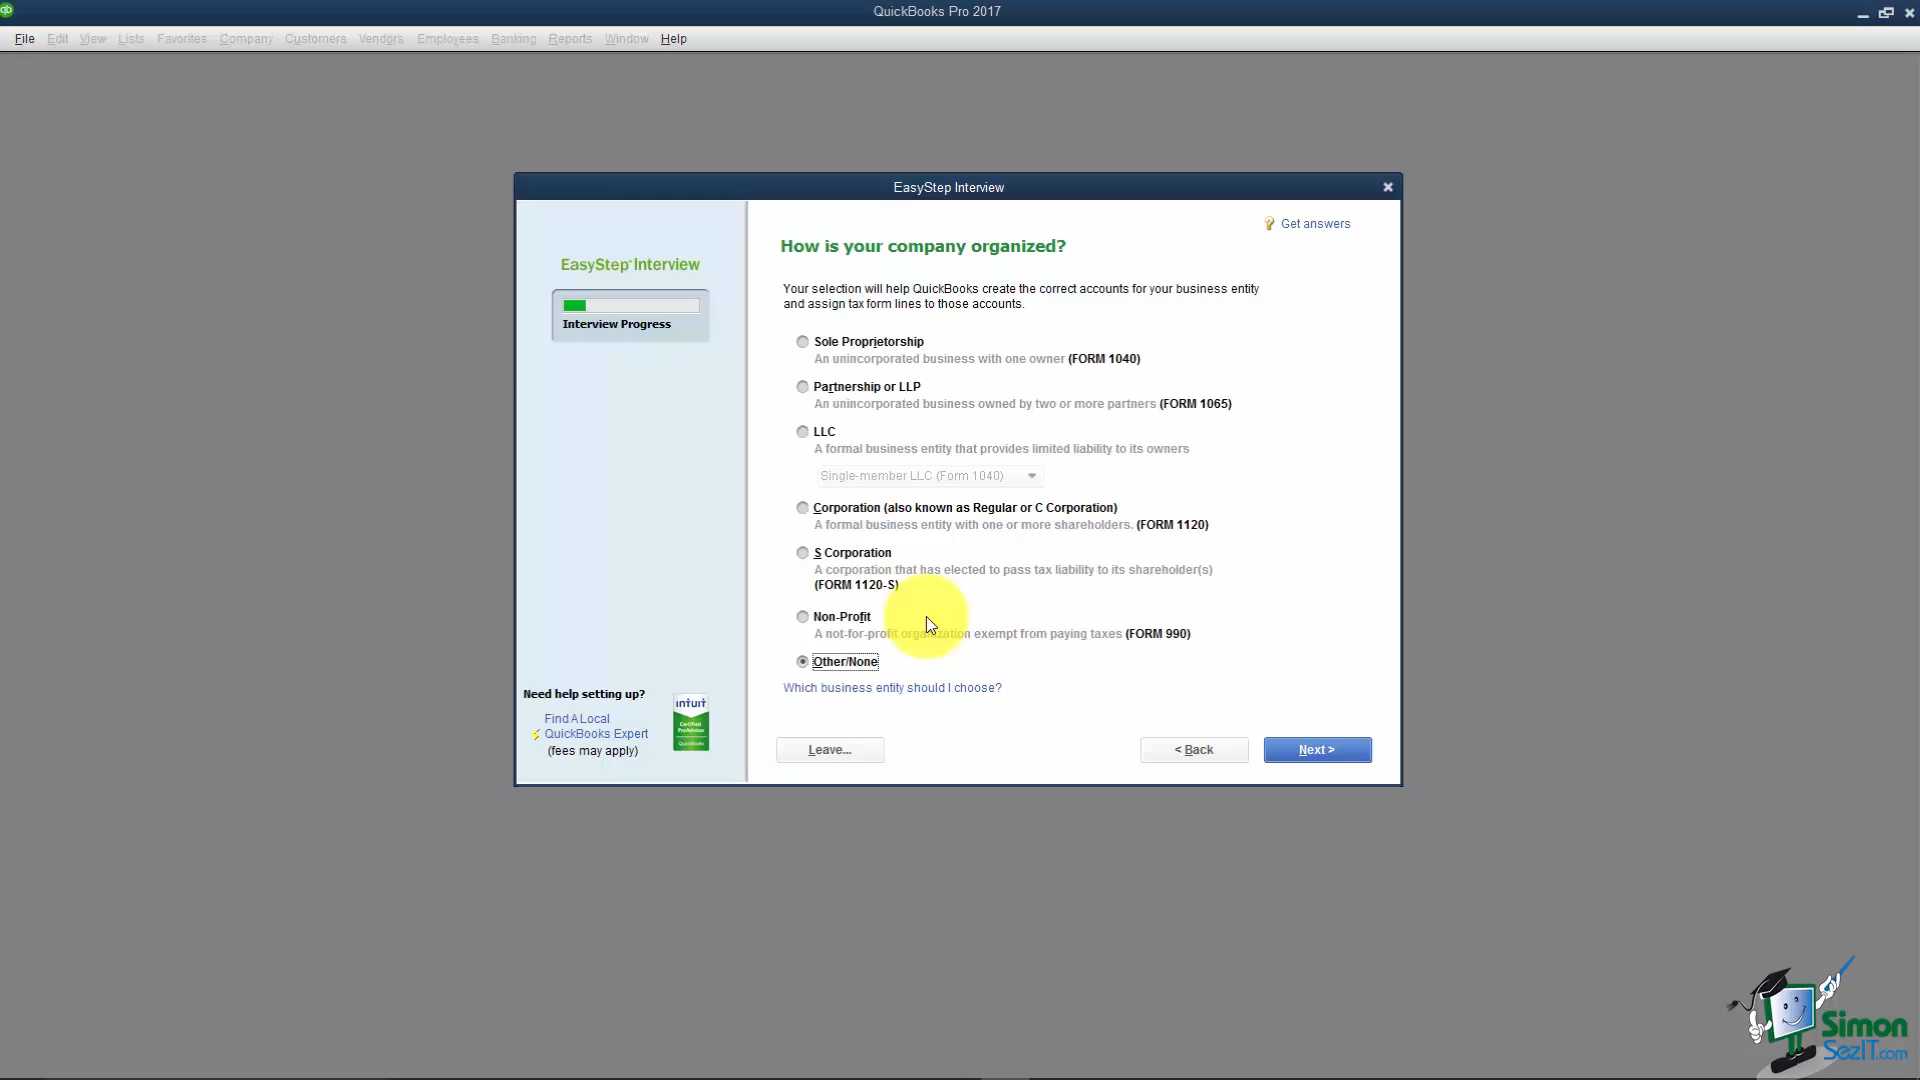 QuickBooks Pro 2017
File Edit View Lists Favorites Company Customers Vendors Employees Banking Reports Window Help
EasyStep Interview
Get answers
How is your company organized?
EasyStep Interview
Your selection will help QuickBooks create the correct accounts for your business entity
and assign tax form lines to those accounts.
Interview Progress
Sole Proprietorship
An unincorporated business with one owner (FORM 1040)
Partnership or LLP
An unincorporated business owned by two or more partners (FORM 1065)
LLC
A formal business entity that provides limited liability to its owners
Single-member LLC (Form 1040)
Corporation (also known as Regular or C Corporation)
A formal business entity with one or more shareholders. (FORM 1120)
S Corporation
A corporation that has elected to pass tax liability to its shareholder(s)
(FORM 1120-S)
Non-Profit
A not-for-profit organization exempt from paying taxes (FORM 990)
Other/None
Which business entity should I choose?
Need help setting up?
Find A Local
QuickBooks Expert
(fees may apply)
intuit
Certified
ProAdvisor
QuickBooks
Leave...
< Back
Next >
Simon
SezIT.com